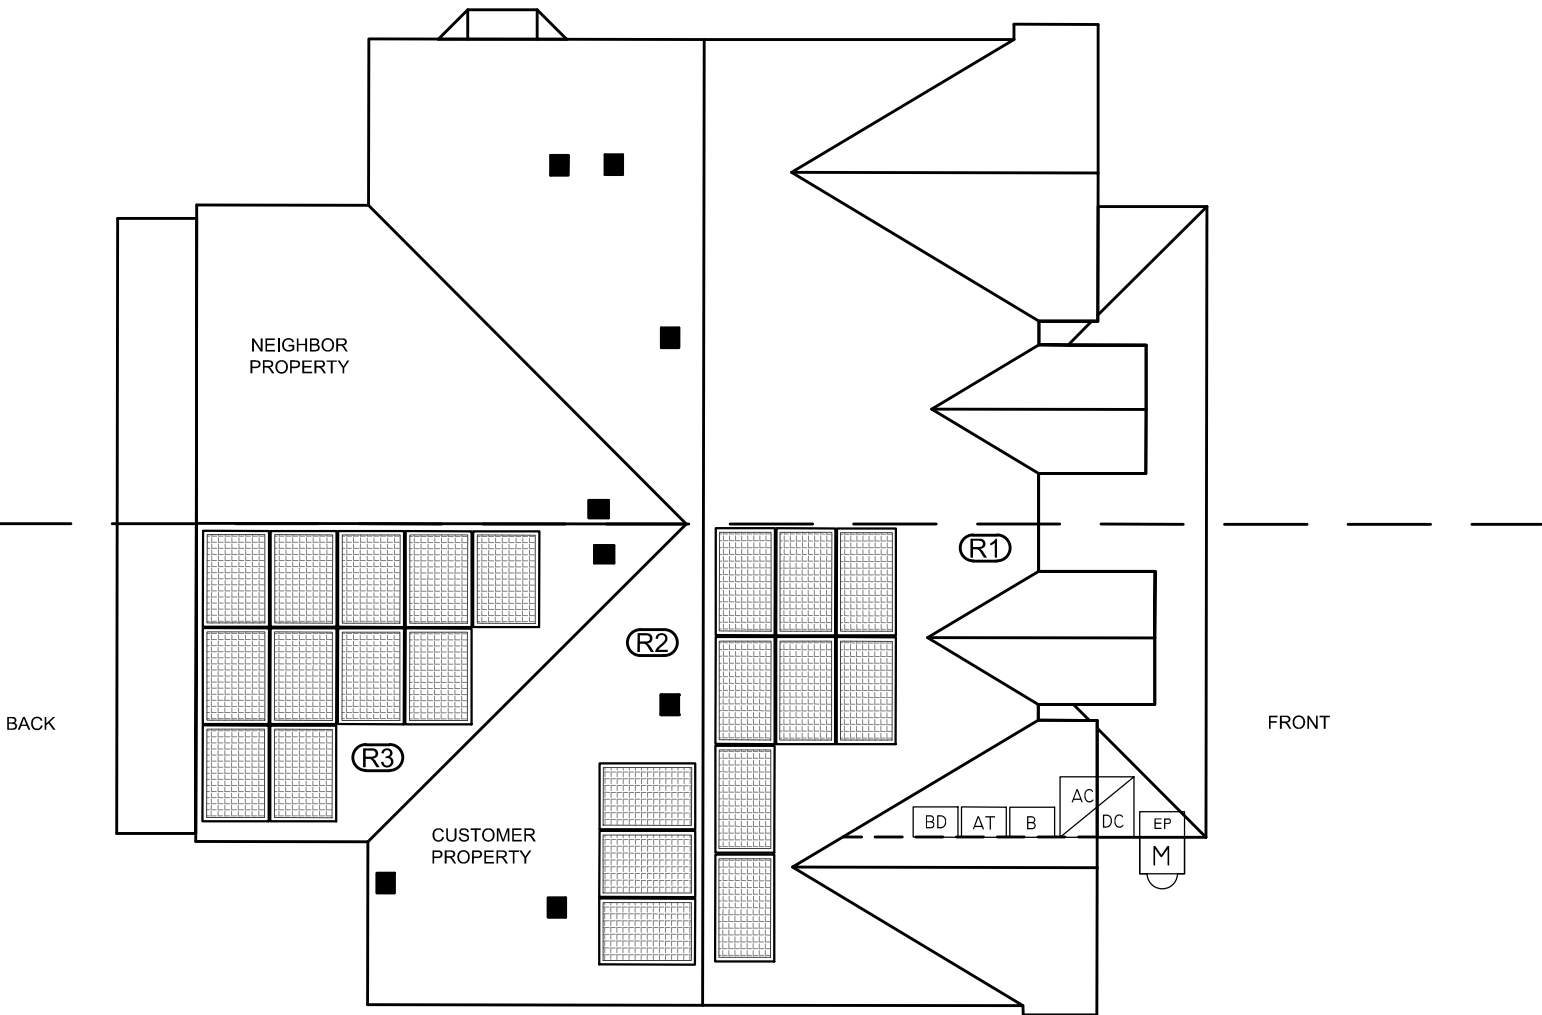 NEIGHBOR
PROPERTY
R1
R2
BACK
FRONT
R3
AC
DC
BD
AT
B
EP
CUSTOMER
PROPERTY
M